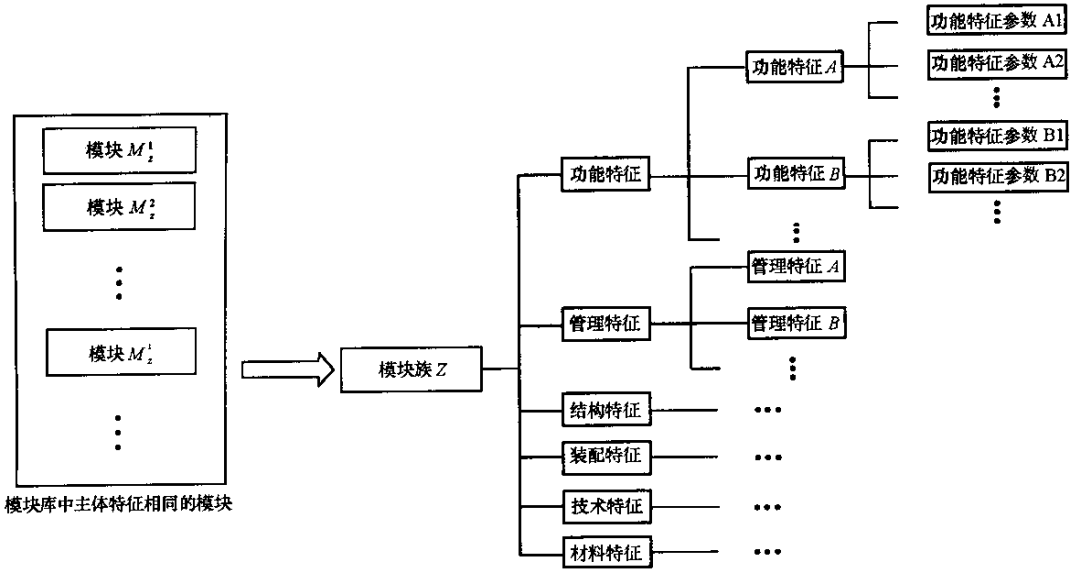 模块 M_z^1
模块 M_z^2
模块 M_z^i
模块库中主体特征相同的模块
模块族 Z
功能特征
管理特征
结构特征
装配特征
技术特征
材料特征
功能特征 A
功能特征 B
管理特征 A
管理特征 B
功能特征参数 A1
功能特征参数 A2
功能特征参数 B1
功能特征参数 B2